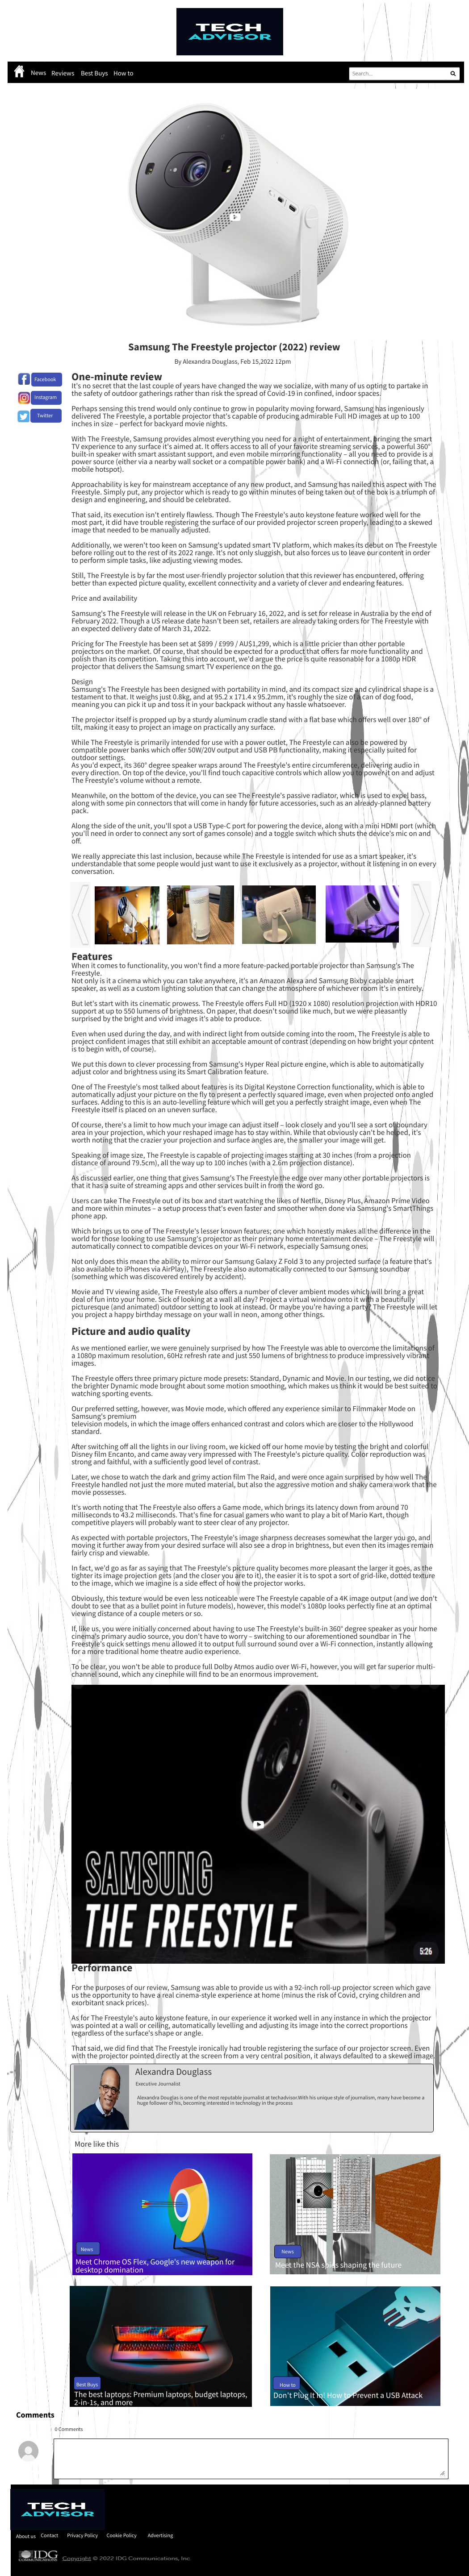 TECH
ADVISOR
News Reviews Best Buys How to
Search...
Samsung The Freestyle projector (2022) review
By Alexandra Douglass, Feb 15,2022 12pm
Facebook
Instagram
Twitter
One-minute review
It's no secret that the last couple of years have changed the way we socialize, with many of us opting to partake in
the safety of outdoor gatherings rather than risk the spread of Covid-19 in confined, indoor spaces.
Perhaps sensing this trend would only continue to grow in popularity moving forward, Samsung has ingeniously
delivered The Freestyle, a portable projector that's capable of producing admirable Full HD images at up to 100
inches in size – perfect for backyard movie nights with friends.
With The Freestyle, Samsung provides almost everything you need for a night of entertainment, bringing the smart
TV experience to any surface it's aimed at. It offers access to all of your favorite streaming services, a powerful 360°
built-in speaker with smart assistant support, and even mobile mirroring functionality – all you need to provide is a
power source (either via a nearby wall socket or a compatible power bank) and a Wi-Fi connection (or, failing that, a
mobile hotspot).
Approachability is key for mainstream acceptance of any new product, and Samsung has nailed this aspect with The
Freestyle. Simply put, any projector which is ready to go within minutes of being taken out of the box is a triumph of
design and engineering, and should be celebrated.
That said, its execution isn't entirely flawless. Though The Freestyle's auto keystone feature worked well for the
most part, it did have trouble registering the surface of our review projector screen properly, leading to a skewed
image that needed to be manually adjusted.
Additionally, we weren't too keen on Samsung's updated smart TV platform, which makes its debut on The Freestyle
before rolling out to the rest of its 2022 range. It's not only sluggish, but also forces us to leave our content in order
to perform simple tasks, like adjusting viewing modes.
Still, The Freestyle is by far the most user-friendly projector solution that this reviewer has encountered, offering
better than expected picture quality, excellent connectivity and a variety of clever and endearing features.
Price and availability
Samsung's The Freestyle will release in the UK on February 16, 2022, and is set for release in Australia by the end of
February 2022. Though a US release date hasn't been set, retailers are already taking orders for The Freestyle with
an expected delivery date of March 31, 2022.
Pricing for The Freestyle has been set at $899 / £999 / AU$1,299, which is a little pricier than other portable
projectors on the market. Of course, that should be expected for a product that offers far more functionality and
polish than its competition. Taking this into account, we'd argue the price is quite reasonable for a 1080p HDR
projector that delivers the Samsung smart TV experience on the go.
Design
Samsung's The Freestyle has been designed with portability in mind, and its compact size and cylindrical shape is a
testament to that. It weighs just 0.8kg, and at 95.2 x 171.4 x 95.2mm, it's roughly the size of a can of dog food,
meaning you can pick it up and take it in your backpack without any hassle whatsoever.
The projector itself is propped up by a sturdy aluminum cradle stand with a flat base which offers well over 180° of
tilt, making it easy to project an image on practically any surface.
While The Freestyle is primarily intended for use with a power outlet, The Freestyle can also be powered by
compatible power banks which offer 50W/20V output and USB PB functionality, making it especially suited for
outdoor settings.
As you'd expect, its 360° degree speaker wraps around The Freestyle's entire circumference, delivering audio in
every direction. On top of the device, you'll find touch capacitive controls which allow you to power it on and adjust
The Freestyle's volume without a remote.
Meanwhile, on the bottom of the device, you can see The Freestyle's passive radiator, which is used to expel bass,
along with some pin connectors that will come in handy for future accessories, such as an already-planned battery
pack.
Along the side of the unit, you'll spot a USB Type-C port for powering the device, along with a mini HDMI port (which
you'll need in order to connect any sort of games console) and a toggle switch which shuts the device's mic on and
off.
We really appreciate this last inclusion, because while The Freestyle is intended for use as a smart speaker, it's
understandable that some people would just want to use it exclusively as a projector, without it listening in on every
conversation.
Features
When it comes to functionality, you won't find a more feature-packed portable projector than Samsung's The
Freestyle.
Not only is it a cinema which you can take anywhere, it's an Amazon Alexa and Samsung Bixby capable smart
speaker, as well as a custom lighting solution that can change the atmosphere of whichever room it's in entirely.
But let's start with its cinematic prowess. The Freestyle offers Full HD (1920 x 1080) resolution projection with HDR10
support at up to 550 lumens of brightness. On paper, that doesn't sound like much, but we were pleasantly
surprised by the bright and vivid images it's able to produce.
Even when used during the day, and with indirect light from outside coming into the room, The Freestyle is able to
project confident images that still exhibit an acceptable amount of contrast (depending on how bright your content
is to begin with, of course).
We put this down to clever processing from Samsung's Hyper Real picture engine, which is able to automatically
adjust color and brightness using its Smart Calibration feature.
One of The Freestyle's most talked about features is its Digital Keystone Correction functionality, which is able to
automatically adjust your picture on the fly to present a perfectly squared image, even when projected onto angled
surfaces. Adding to this is an auto-levelling feature which will get you a perfectly straight image, even when The
Freestyle itself is placed on an uneven surface.
Of course, there's a limit to how much your image can adjust itself – look closely and you'll see a sort of boundary
area in your projection, which your resized image has to stay within. While that obviously can't be helped, it's
worth noting that the crazier your projection surface angles are, the smaller your image will get.
Speaking of image size, The Freestyle is capable of projecting images starting at 30 inches (from a projection
distance of around 79.5cm), all the way up to 100 inches (with a 2.6m projection distance).
As discussed earlier, one thing that gives Samsung's The Freestyle the edge over many other portable projectors is
that it has a suite of streaming apps and other services built in from the word go.
Users can take The Freestyle out of its box and start watching the likes of Netflix, Disney Plus, Amazon Prime Video
and more within minutes – a setup process that's even faster and smoother when done via Samsung's SmartThings
phone app.
Which brings us to one of The Freestyle's lesser known features; one which honestly makes all the difference in the
world for those looking to use Samsung's projector as their primary home entertainment device – The Freestyle will
automatically connect to compatible devices on your Wi-Fi network, especially Samsung ones.
Not only does this mean the ability to mirror our Samsung Galaxy Z Fold 3 to any projected surface (a feature that's
also available to iPhones via AirPlay), The Freestyle also automatically connected to our Samsung soundbar
(something which was discovered entirely by accident).
Movie and TV viewing aside, The Freestyle also offers a number of clever ambient modes which will bring a great
deal of fun into your home. Sick of looking at a wall all day? Project a virtual window onto it with a beautifully
picturesque (and animated) outdoor setting to look at instead. Or maybe you're having a party? The Freestyle will let
you project a happy birthday message on your wall in neon, among other things.
Picture and audio quality
As we mentioned earlier, we were genuinely surprised by how The Freestyle was able to overcome the limitations of
a 1080p maximum resolution, 60Hz refresh rate and just 550 lumens of brightness to produce impressively vibrant
images.
The Freestyle offers three primary picture mode presets: Standard, Dynamic and Movie. In our testing, we did notice
the brighter Dynamic mode brought about some motion smoothing, which makes us think it would be best suited to
watching sporting events.
Our preferred setting, however, was Movie mode, which offered any experience similar to Filmmaker Mode on
Samsung's premium
television models, in which the image offers enhanced contrast and colors which are closer to the Hollywood
standard.
After switching off all the lights in our living room, we kicked off our home movie by testing the bright and colorful
Disney film Encanto, and came away very impressed with The Freestyle's picture quality. Color reproduction was
strong and faithful, with a sufficiently good level of contrast.
Later, we chose to watch the dark and grimy action film The Raid, and were once again surprised by how well The
Freestyle handled not just the more muted material, but also the aggressive motion and shaky camera work that the
movie possesses.
It's worth noting that The Freestyle also offers a Game mode, which brings its latency down from around 70
milliseconds to 43.2 milliseconds. That's fine for casual gamers who want to play a bit of Mario Kart, though
competitive players will probably want to steer clear of any projector.
As expected with portable projectors, The Freestyle's image sharpness decreases somewhat the larger you go, and
moving it further away from your desired surface will also see a drop in brightness, but even then its images remain
fairly crisp and viewable.
In fact, we'd go as far as saying that The Freestyle's picture quality becomes more pleasant the larger it goes, as the
tighter its image projection gets (and the closer you are to it), the easier it is to spot a sort of grid-like, dotted texture
to the image, which we imagine is a side effect of how the projector works.
Obviously, this texture would be even less noticeable were The Freestyle capable of a 4K image output (and we don't
doubt to see that as a bullet point in future models), however, this model's 1080p looks perfectly fine at an optimal
viewing distance of a couple meters or so.
If, like us, you were initially concerned about having to use The Freestyle's built-in 360° degree speaker as your home
cinema's primary audio source, you don't have to worry – switching to our aforementioned soundbar in The
Freestyle's quick settings menu allowed it to output full surround sound over a Wi-Fi connection, instantly allowing
for a more traditional home theatre audio experience.
To be clear, you won't be able to produce full Dolby Atmos audio over Wi-Fi, however, you will get far superior multi-
channel sound, which any cinephile will find to be an enormous improvement.
SAMSUNG
THE FREESTYLE
5:26
Performance
For the purposes of our review, Samsung was able to provide us with a 92-inch roll-up projector screen which gave
us the opportunity to have a real cinema-style experience at home (minus the risk of Covid, crying children and
exorbitant snack prices).
As for The Freestyle's auto keystone feature, in our experience it worked well in any instance in which the projector
was pointed at a wall or ceiling, automatically levelling and adjusting its image into the correct proportions
regardless of the surface's shape or angle.
That said, we did find that The Freestyle ironically had trouble registering the surface of our projector screen. Even
with the projector pointed directly at the screen from a very central position, it always defaulted to a skewed image
Alexandra Douglass
Executive Journalist
Alexandra Douglas is one of the most reputable journalist at techadvisor.With his unique style of journalism, many have become a
huge follower of his, becoming interested in technology in the process
More like this
News
Meet Chrome OS Flex, Google's new weapon for
desktop domination
News
Meet the NSA spies shaping the future
Best Buys
The best laptops: Premium laptops, budget laptops,
2-in-1s, and more
How to
Don't Plug It In! How to Prevent a USB Attack
Comments
0 Comments
TECH
ADVISOR
About us Contact Privacy Policy Cookie Policy Advertising
IDG
COMMUNICATIONS
Copyright © 2022 IDG Communications, Inc.